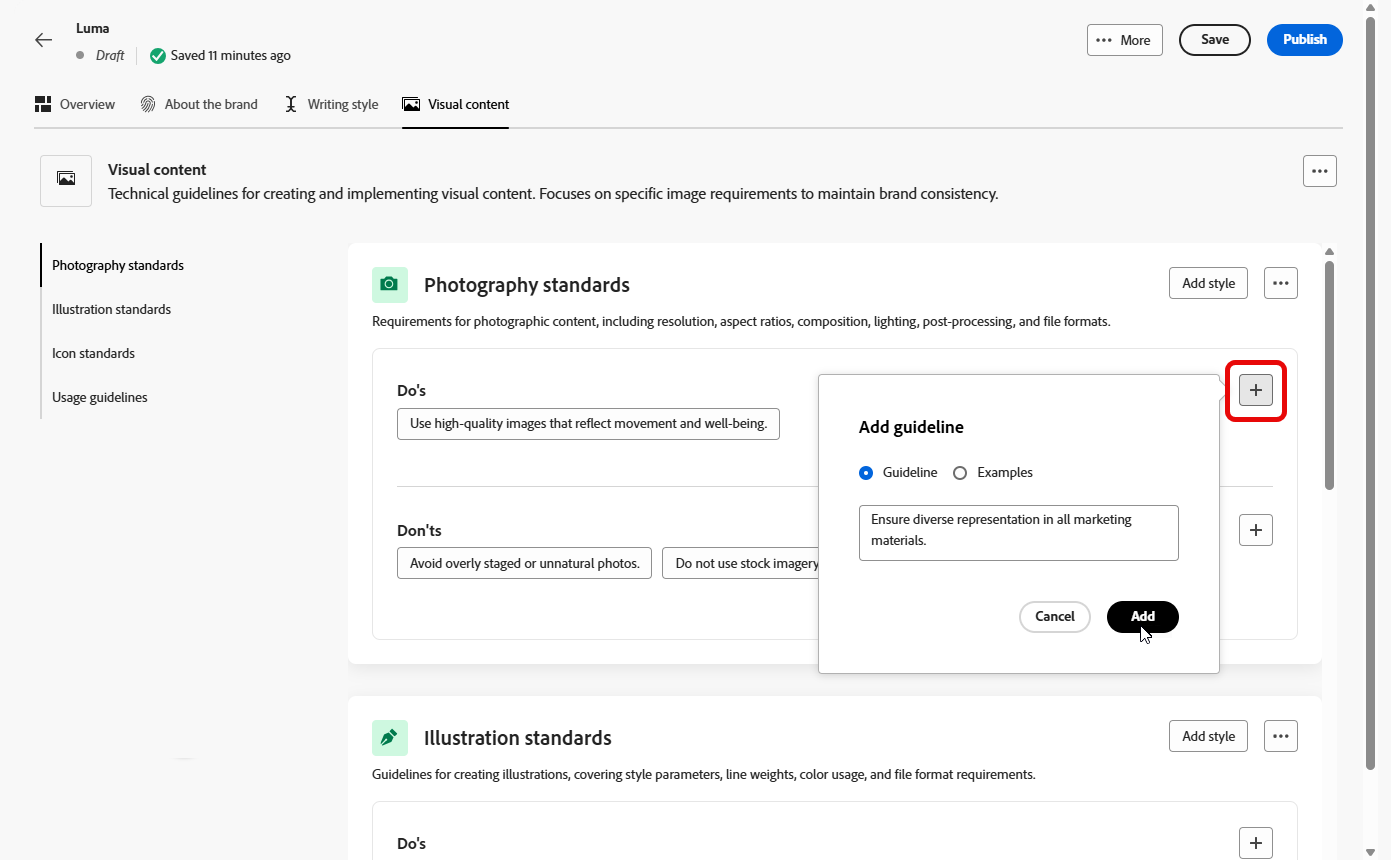 Luma
Draft
Saved 11 minutes ago
More
Save
Publish
Overview
About the brand
Writing style
Visual content
Visual content
Technical guidelines for creating and implementing visual content. Focuses on specific image requirements to maintain brand consistency.
Photography standards
Illustration standards
Icon standards
Usage guidelines
Photography standards
Add style
Requirements for photographic content, including resolution, aspect ratios, composition, lighting, post-processing, and file formats.
Do's
Use high-quality images that reflect movement and well-being.
Don'ts
Avoid overly staged or unnatural photos.
Do not use stock imagery
Add guideline
Guideline
Examples
Ensure diverse representation in all marketing
materials.
Cancel
Add
Illustration standards
Add style
Guidelines for creating illustrations, covering style parameters, line weights, color usage, and file format requirements.
Do's